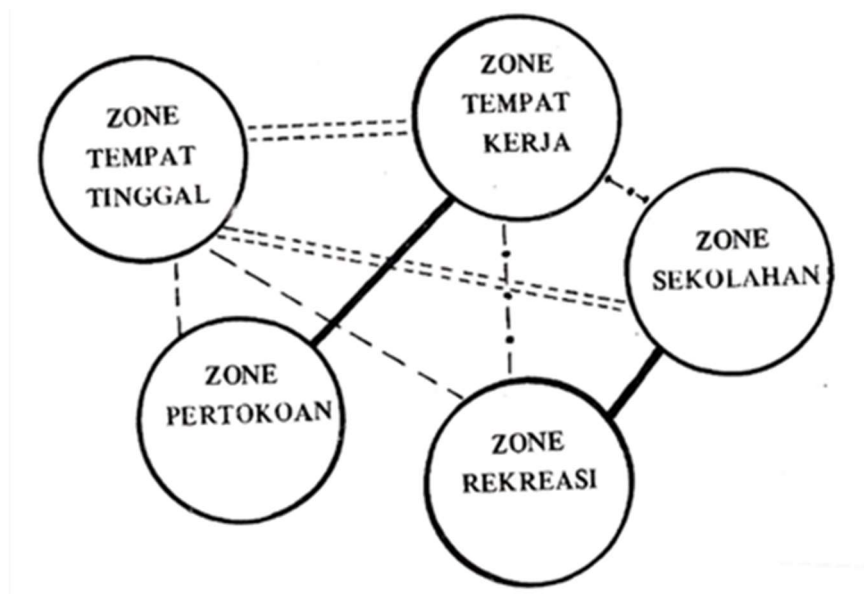 ZONE
TEMPAT
TINGGAL
ZONE
TEMPAT
KERJA
ZONE
SEKOLAHAN
ZONE
PERTOKOAN
ZONE
REKREASI